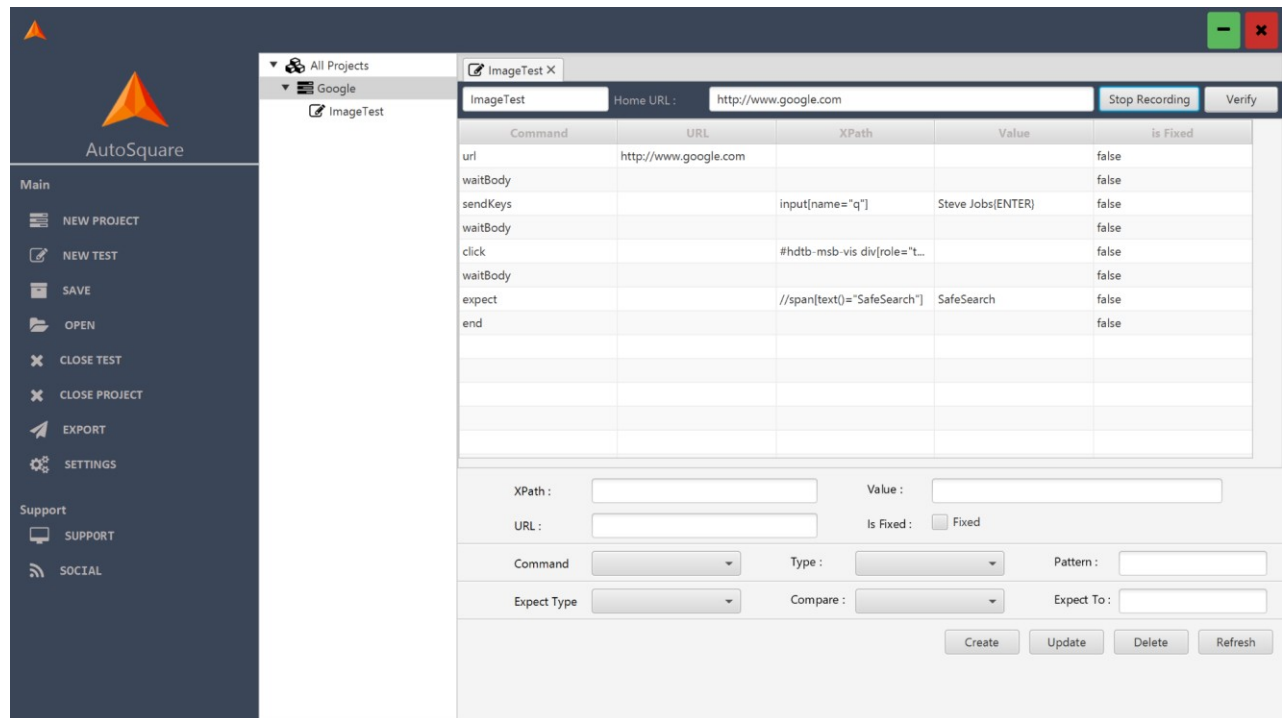 AutoSquare
Main
NEW PROJECT
NEW TEST
SAVE
OPEN
CLOSE TEST
CLOSE PROJECT
EXPORT
SETTINGS
Support
SUPPORT
SOCIAL
All Projects
Google
ImageTest
ImageTest X
ImageTest Home URL : http://www.google.com Stop Recording Verify
Command URL XPath Value is Fixed
url http://www.google.com false
waitBody false
sendKeys input[name="q"] Steve Jobs{ENTER} false
waitBody false
click #hdtb-msb-vis div[role="t... false
waitBody false
expect //span[text()="SafeSearch"] SafeSearch false
end false
XPath : Value :
URL : Is Fixed : Fixed
Command Type : Pattern :
Expect Type Compare : Expect To :
Create Update Delete Refresh